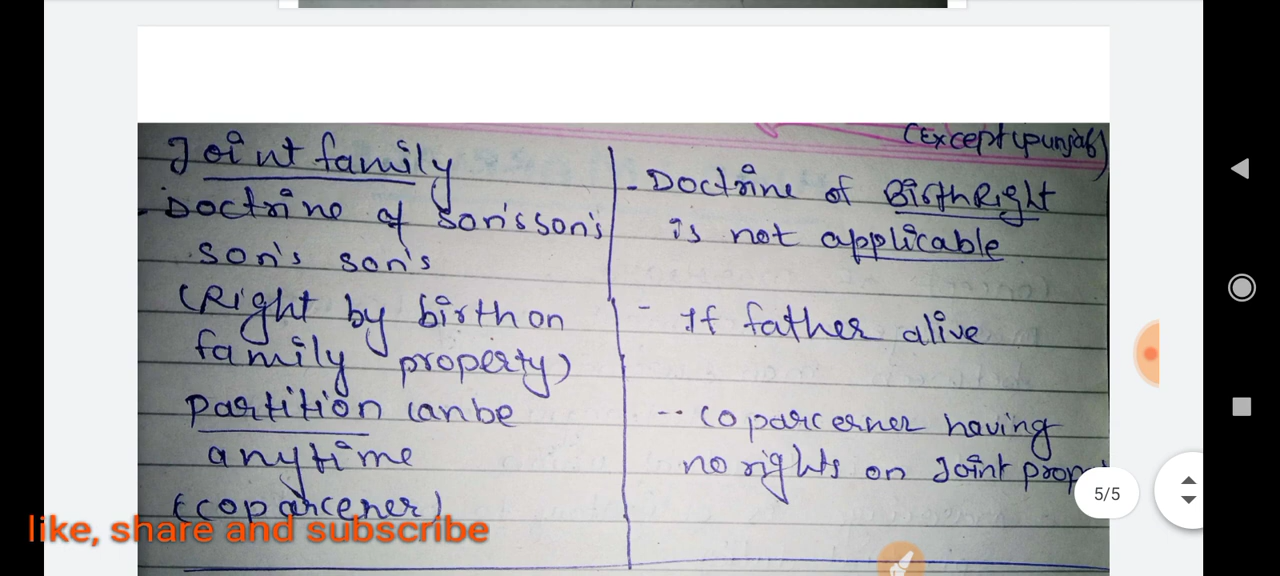 (Except (punjab)
Joint family
- Doctrine of son's son's
son's son's
(Right by birth on
family property)
Partition can be
anytime
(coparcener)
- Doctrine of BirthRight
is not applicable
- If father alive
-- coparcerner having
no rights on Joint prop
5/5
like, share and subscribe